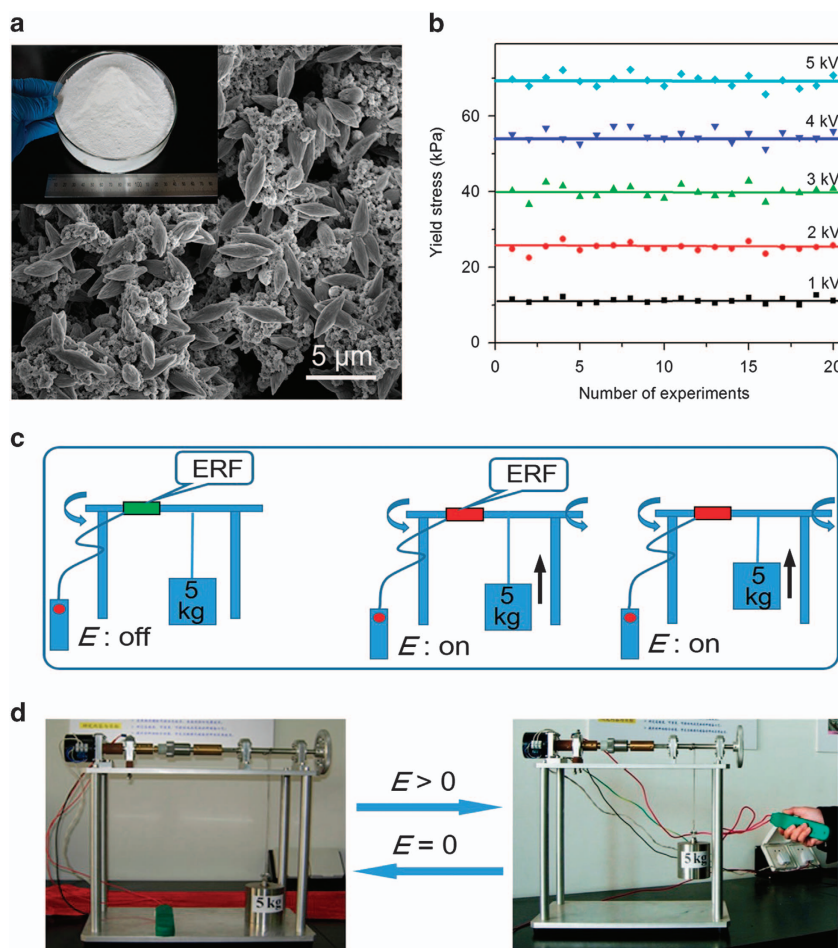 a
5 µm
b
Yield stress (kPa)
60
40
20
0
5 kV
4 kV
3 kV
2 kV
1 kV
0
5
10
15
20
Number of experiments
c
ERF
5
kg
E : off
ERF
5
kg
E : on
5
kg
E : on
d
5 kg
E > 0
E = 0
5 kg